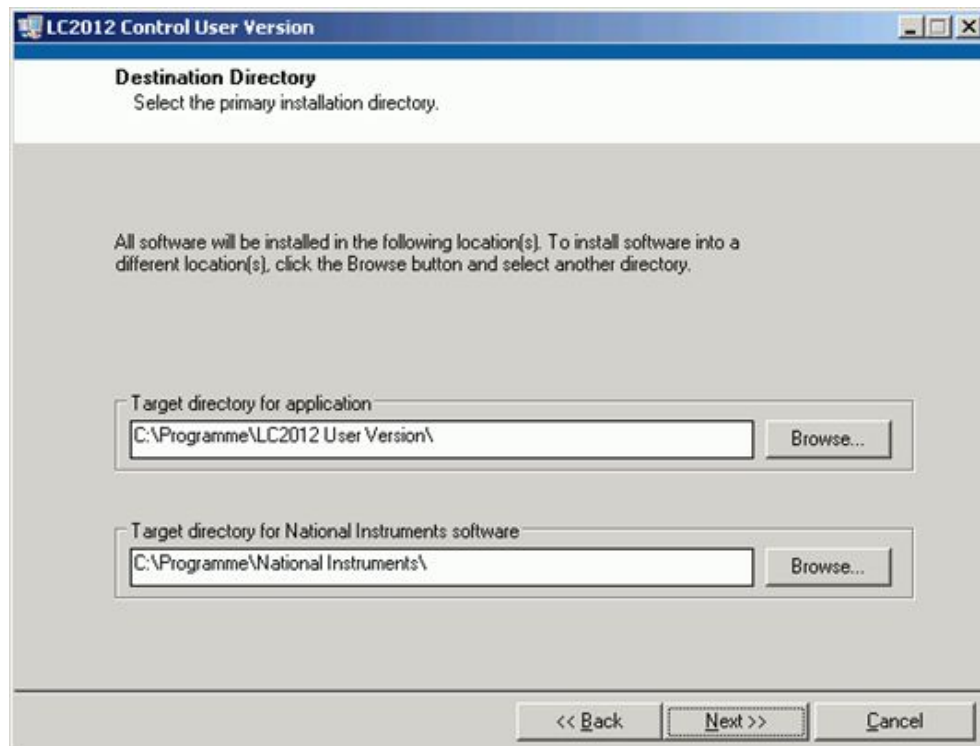 LC2012 Control User Version
Destination Directory
Select the primary installation directory.
All software will be installed in the following location(s). To install software into a
different location(s), click the Browse button and select another directory.
Target directory for application
C:\Programme\LC2012 User Version\
Browse...
Target directory for National Instruments software
C:\Programme\National Instruments\
Browse...
<< Back
Next >>
Cancel